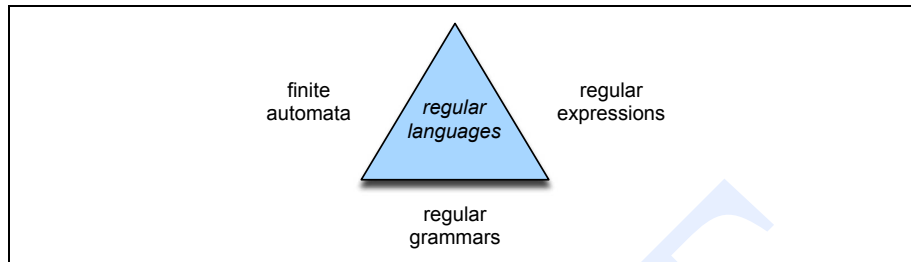 finite
automata
regular
languages
regular
expressions
regular
grammars